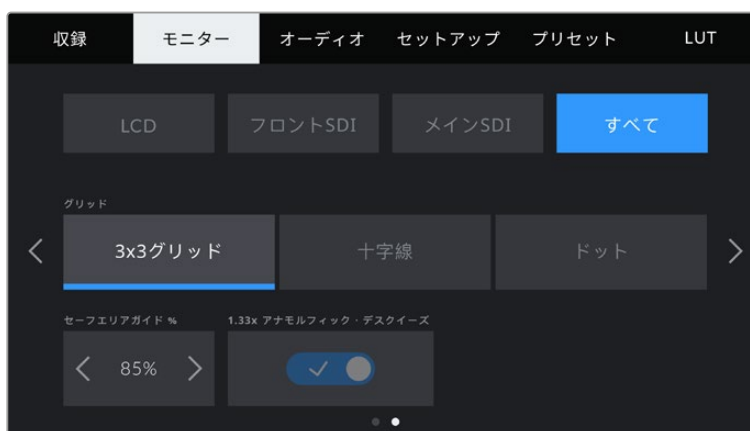 収録 モニター オーディオ セットアップ プリセット LUT
LCD フロントSDI メインSDI すべて
グリッド
3x3グリッド 十字線 ドット
セーフエリアガイド % 1.33x アナモルフィック・デスクイーズ
85%